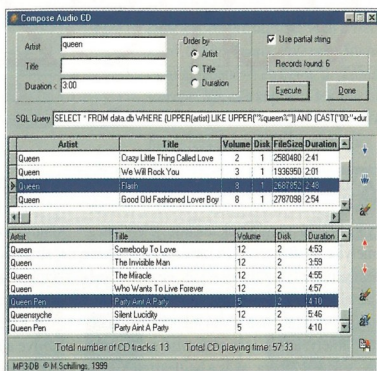 Compose Audio CD
Artist queen
Title
Duration < 3:00
Order by
Artist
Title
Duration
Use partial string
Records found: 6
Execute Done
SQL Query SELECT * FROM data.db WHERE (UPPER(artist) LIKE UPPER("%queen%")) AND (CAST("00:"+dur
Artist Title Volume Disk FileSize Duration
Queen Crazy Little Thing Called Love 2 1 2580480 2:41
Queen We Will Rock You 3 1 1936950 2:01
Queen Flash 8 1 2687852 2:48
Queen Good Old Fashioned Lover Boy 8 1 2787098 2:54
Artist Title Volume Disk Duration
Queen Somebody To Love 12 2 4:53
Queen The Invisible Man 12 2 3:59
Queen The Miracle 12 2 4:55
Queen Who Wants To Live Forever 12 2 4:57
Queen Pen Party Aint A Party 5 2 4:10
Queensryche Silent Lucidity 12 2 5:46
Queen Pen Party Aint A Party 5 2 4:10
Total number of CD tracks: 13 Total CD playing time: 57:33
MP3-DB © M.Schillings, 1999